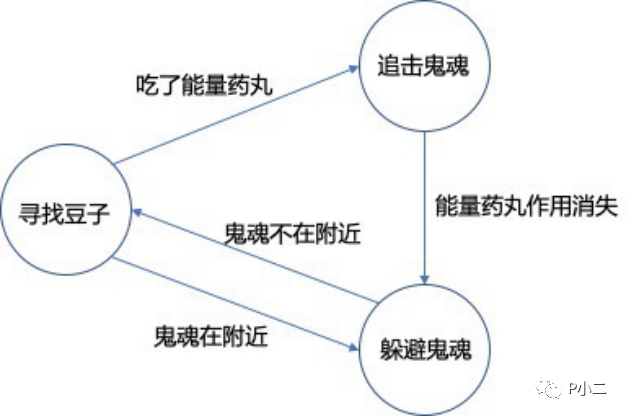 追击鬼魂
吃了能量药丸
寻找豆子
能量药丸作用消失
鬼魂不在附近
鬼魂在附近
躲避鬼魂
P小二